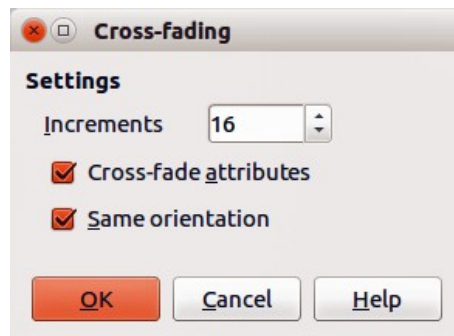 Cross-fading
Settings
Increments 16
Cross-fade attributes
Same orientation
OK Cancel Help